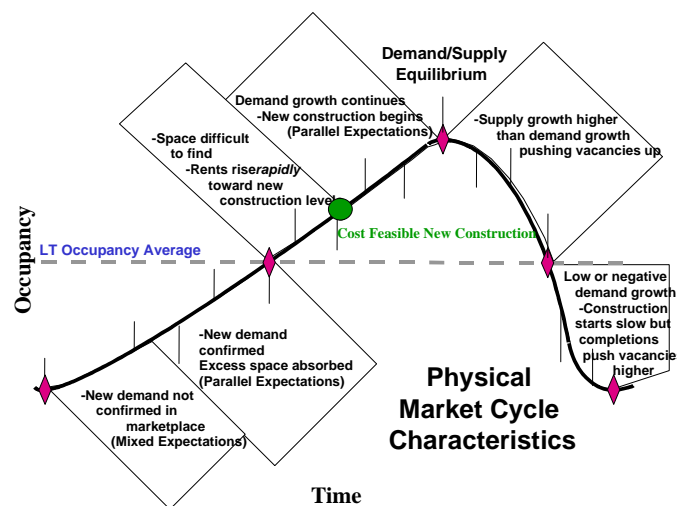 Demand/Supply
Equilibrium
Demand growth continues
-New construction begins
(Parallel Expectations)
-Supply growth higher
than demand growth
pushing vacancies up
-Space difficult
to find
-Rents riserapidly
toward new
construction level
Cost Feasible New Construction
Occupancy
LT Occupancy Average
Low or negative
demand growth
-Construction
starts slow but
completions
push vacancie
higher
-New demand
confirmed
Excess space absorbed
(Parallel Expectations)
-New demand not
confirmed in
marketplace
(Mixed Expectations)
Physical
Market Cycle
Characteristics
Time